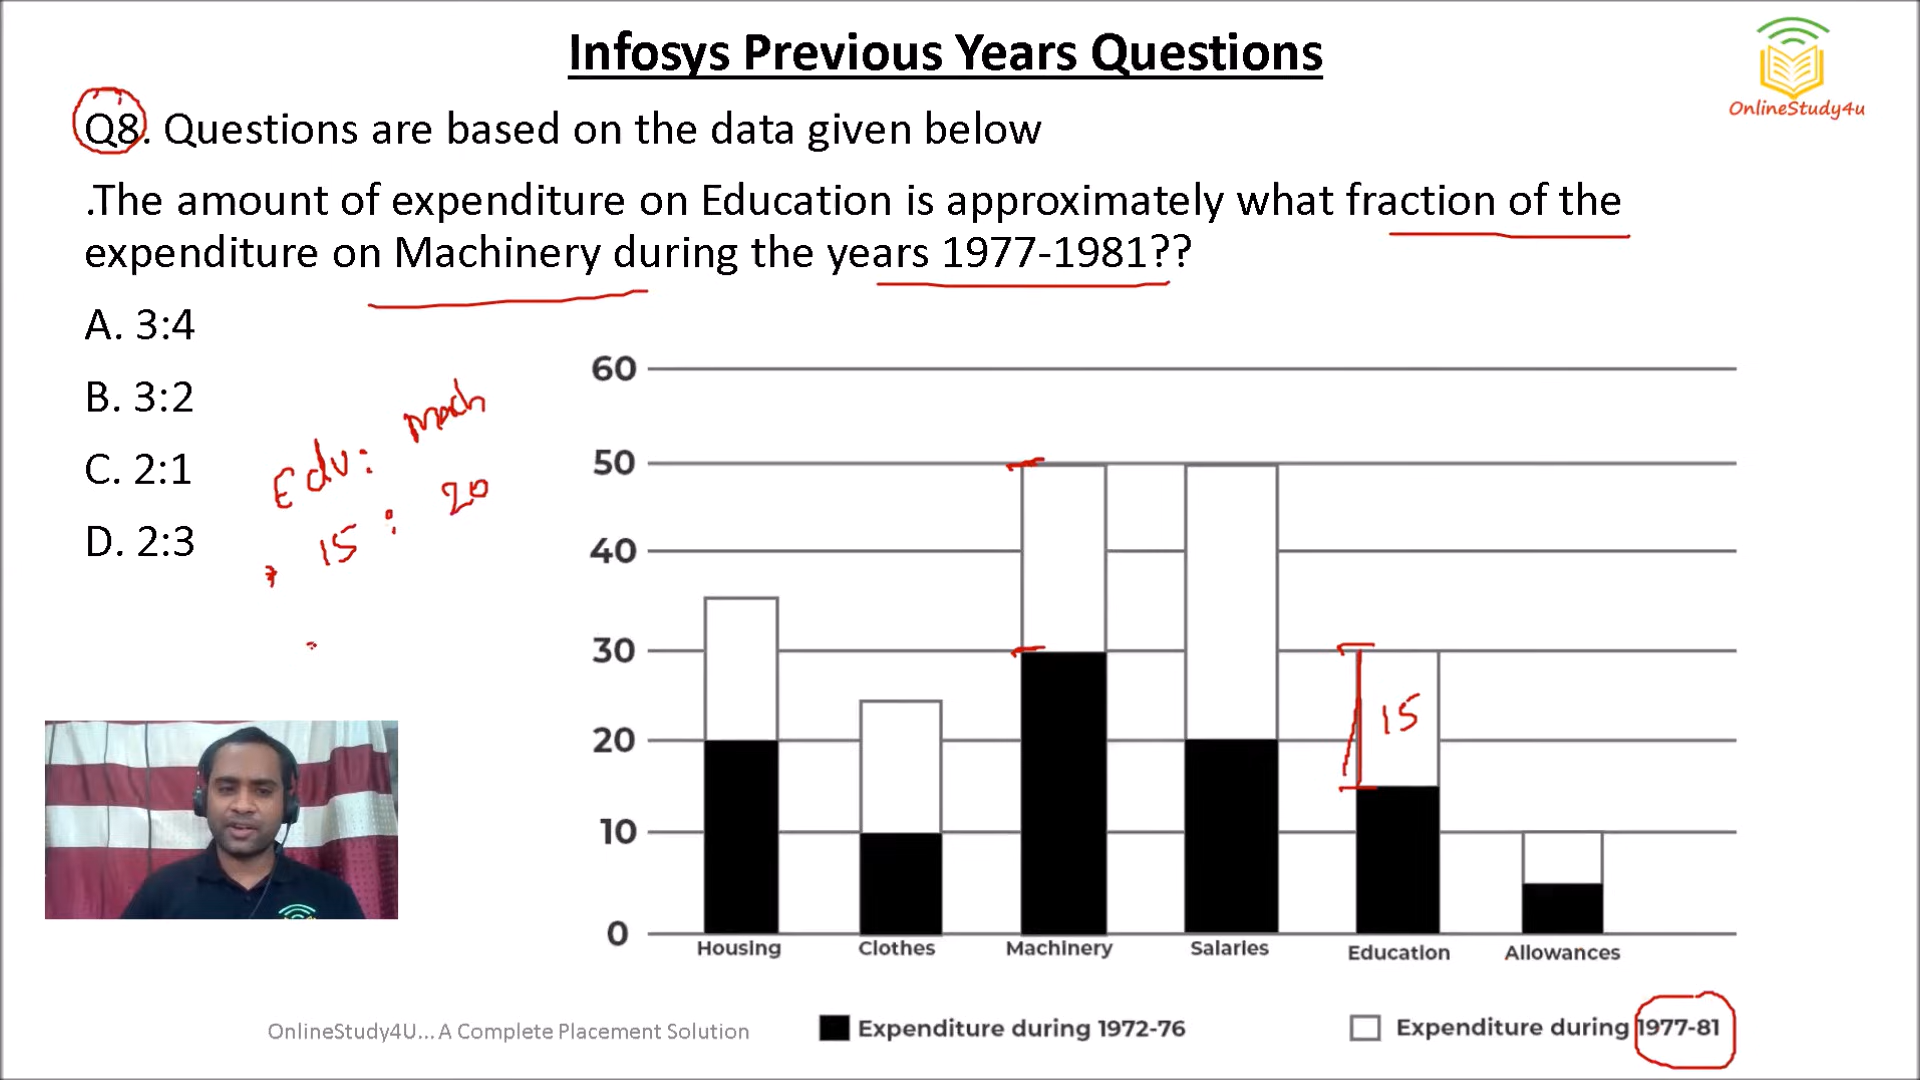 Infosys Previous Years Questions
OnlineStudy4u
Q8. Questions are based on the data given below
.The amount of expenditure on Education is approximately what fraction of the
expenditure on Machinery during the years 1977-1981??
A. 3:4
B. 3:2
C. 2:1
D. 2:3
Edu: Mach
15 : 20
60
50
40
30
20
10
0
15
Housing Clothes Machinery Salaries Education Allowances
Expenditure during 1972-76 Expenditure during 1977-81
OnlineStudy4U... A Complete Placement Solution